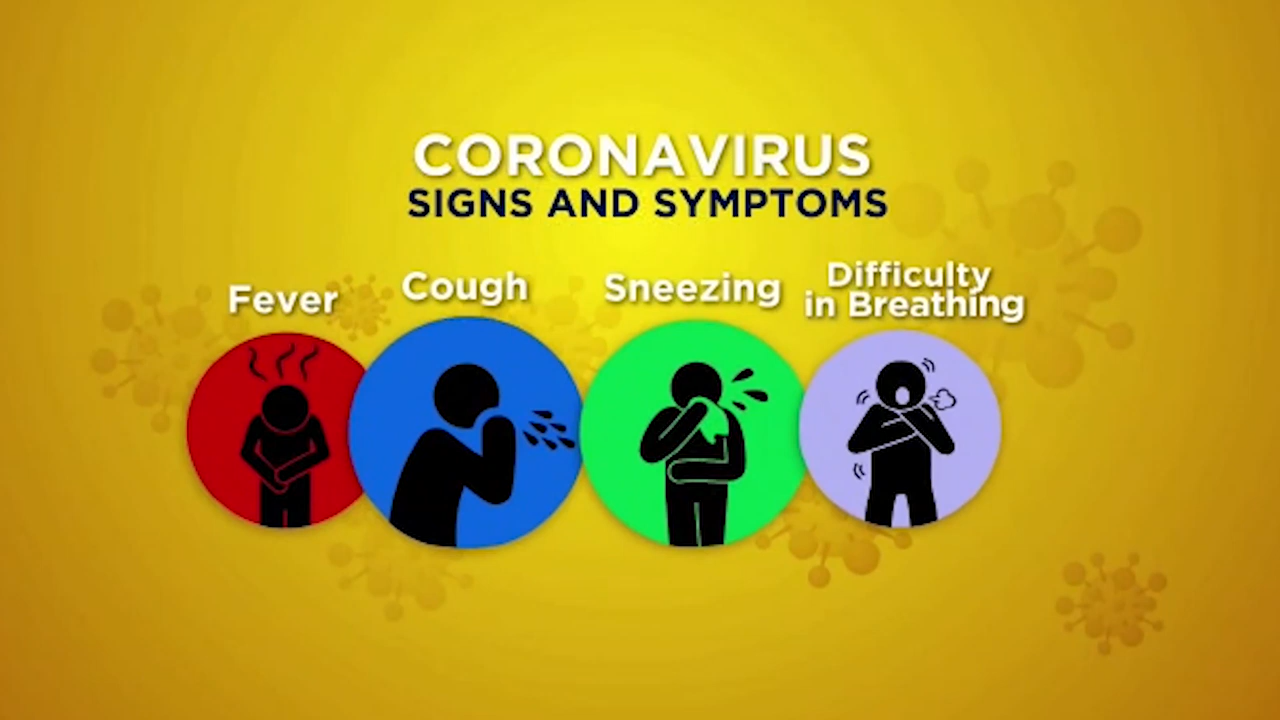 CORONAVIRUS
SIGNS AND SYMPTOMS
Fever
Cough
Sneezing
Difficulty
in Breathing